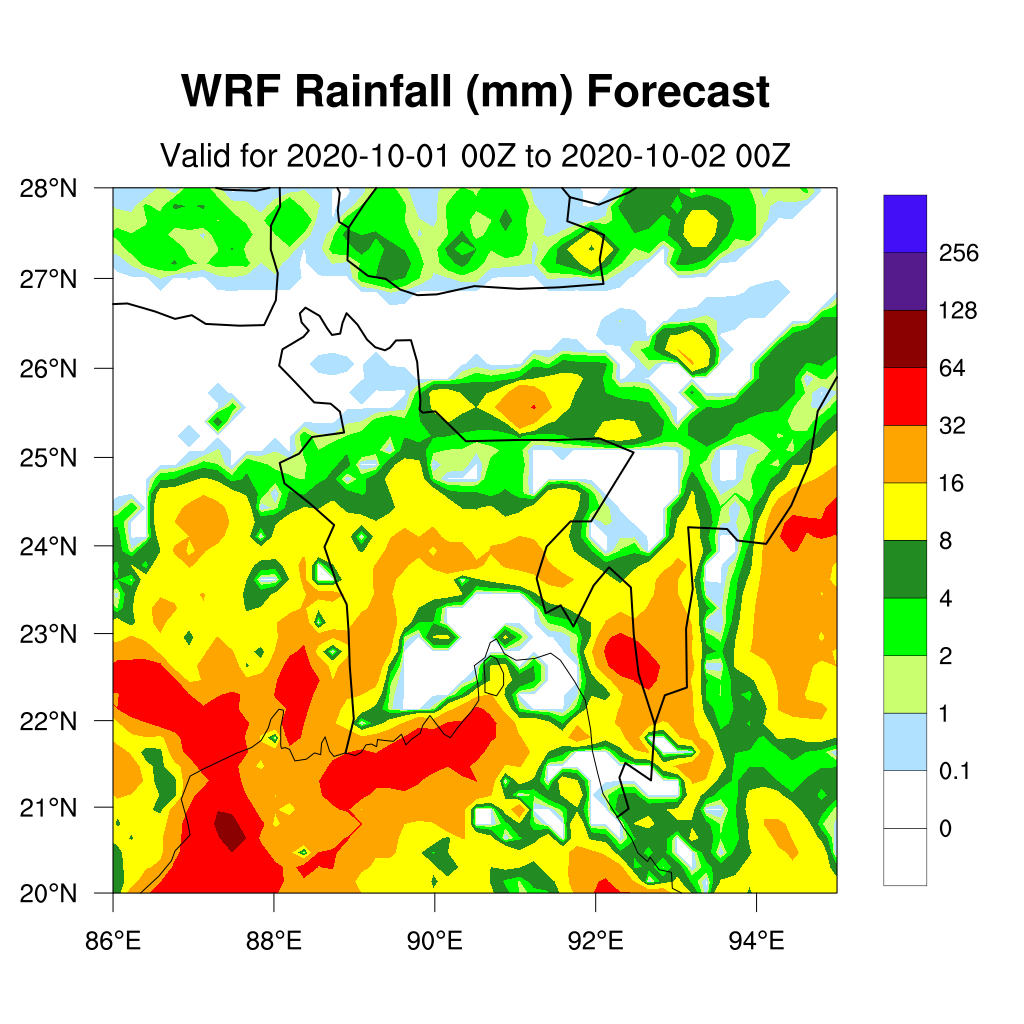 WRF Rainfall (mm) Forecast
Valid for 2020-10-01 00Z to 2020-10-02 00Z
28°N
27°N
26°N
25°N
24°N
23°N
22°N
21°N
20°N
86°E 88°E 90°E 92°E 94°E
256
128
64
32
16
8
4
2
1
0.1
0